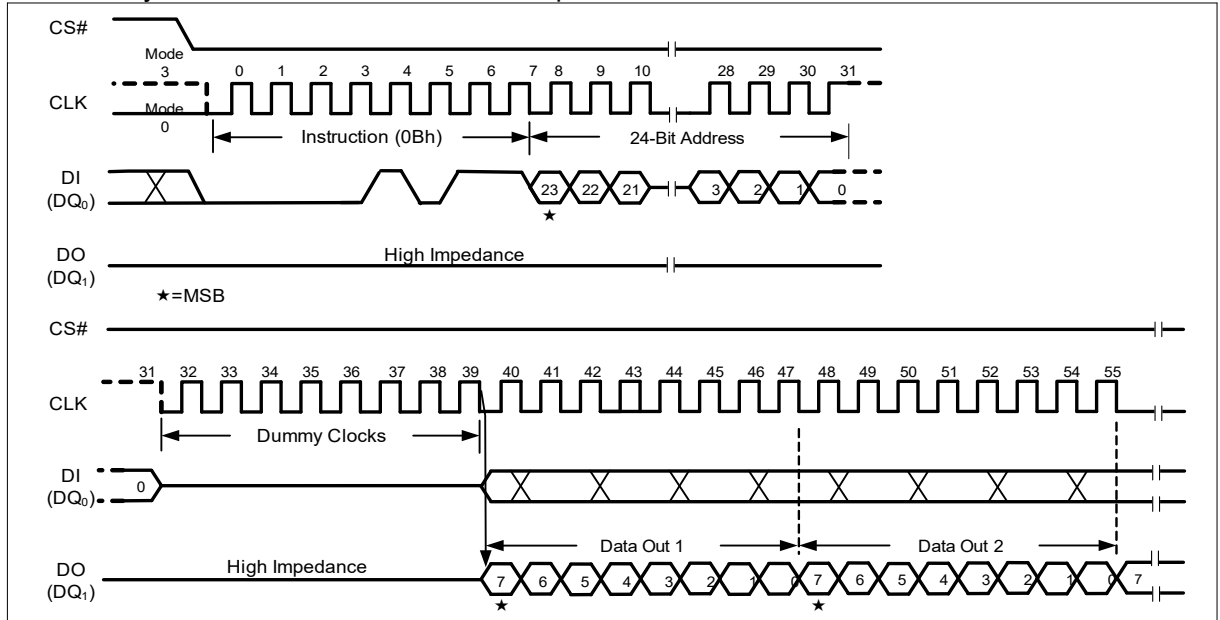 CS#
Mode
3
0 1 2 3 4 5 6 7 8 9 10 28 29 30 31
CLK
Mode
0
Instruction (0Bh) 24-Bit Address
DI
(DQ₀)
23 22 21 3 2 1 0
★
DO
(DQ₁)
High Impedance
★=MSB
CS#
31 32 33 34 35 36 37 38 39 40 41 42 43 44 45 46 47 48 49 50 51 52 53 54 55
CLK
Dummy Clocks
DI
(DQ₀)
0
Data Out 1 Data Out 2
DO
(DQ₁)
High Impedance
7 6 5 4 3 2 1 0 7 6 5 4 3 2 1 0 7
★ ★